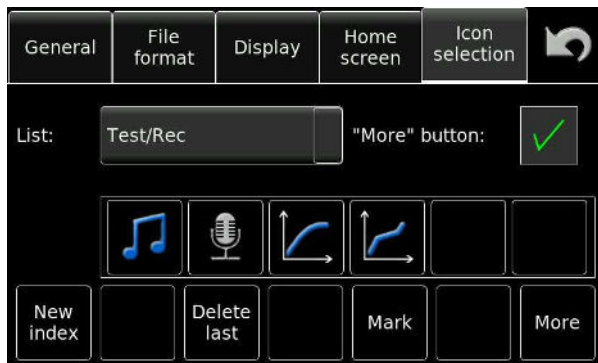 General
File
format
Display
Home
screen
Icon
selection
List:
Test/Rec
"More" button:
New
index
Delete
last
Mark
More